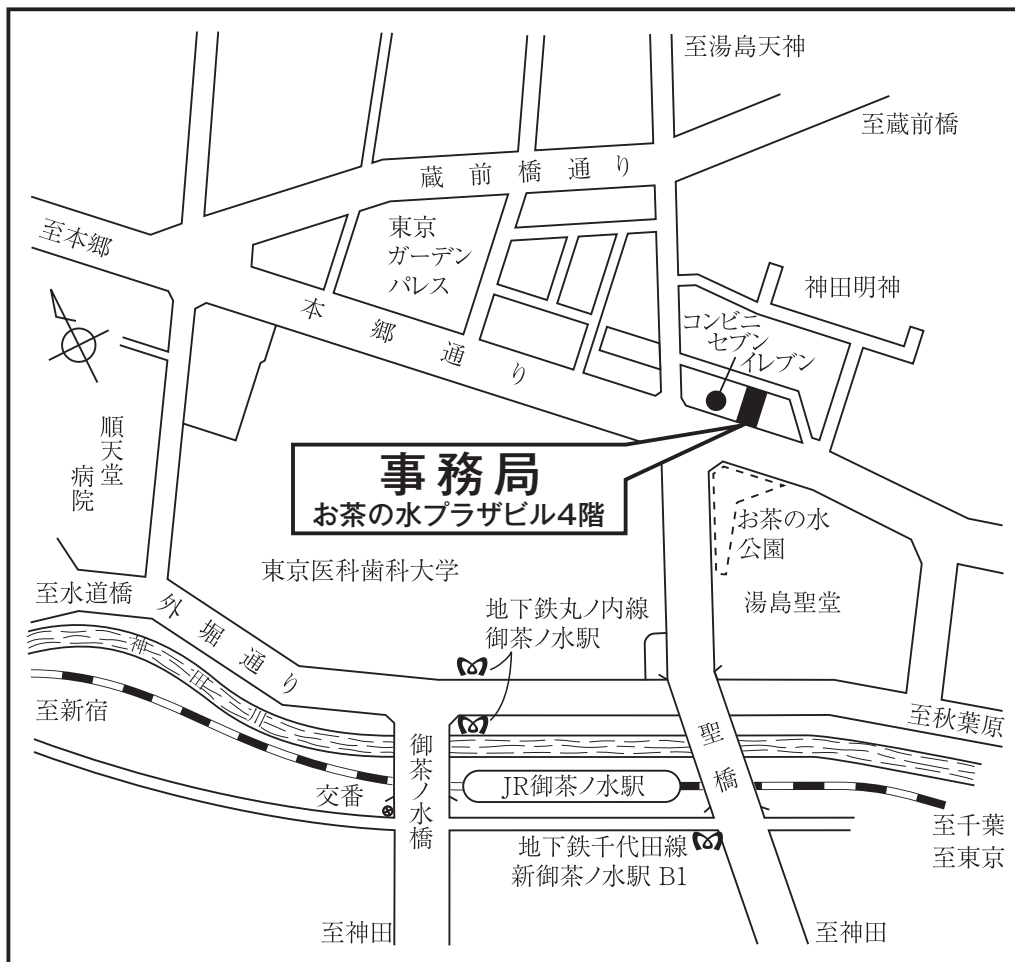 至湯島天神
至蔵前橋
蔵前橋通り
至本郷
東京
ガーデン
パレス
本郷通り
神田明神
コンビニ
セブン
イレブン
順天堂
病院
事務局
お茶の水プラザビル4階
お茶の水
公園
東京医科歯科大学
湯島聖堂
至水道橋
外堀通り
地下鉄丸ノ内線
御茶ノ水駅
神田川
至新宿
至秋葉原
聖橋
御茶ノ水橋
JR御茶ノ水駅
交番
至千葉
至東京
地下鉄千代田線
新御茶ノ水駅 B1
至神田
至神田